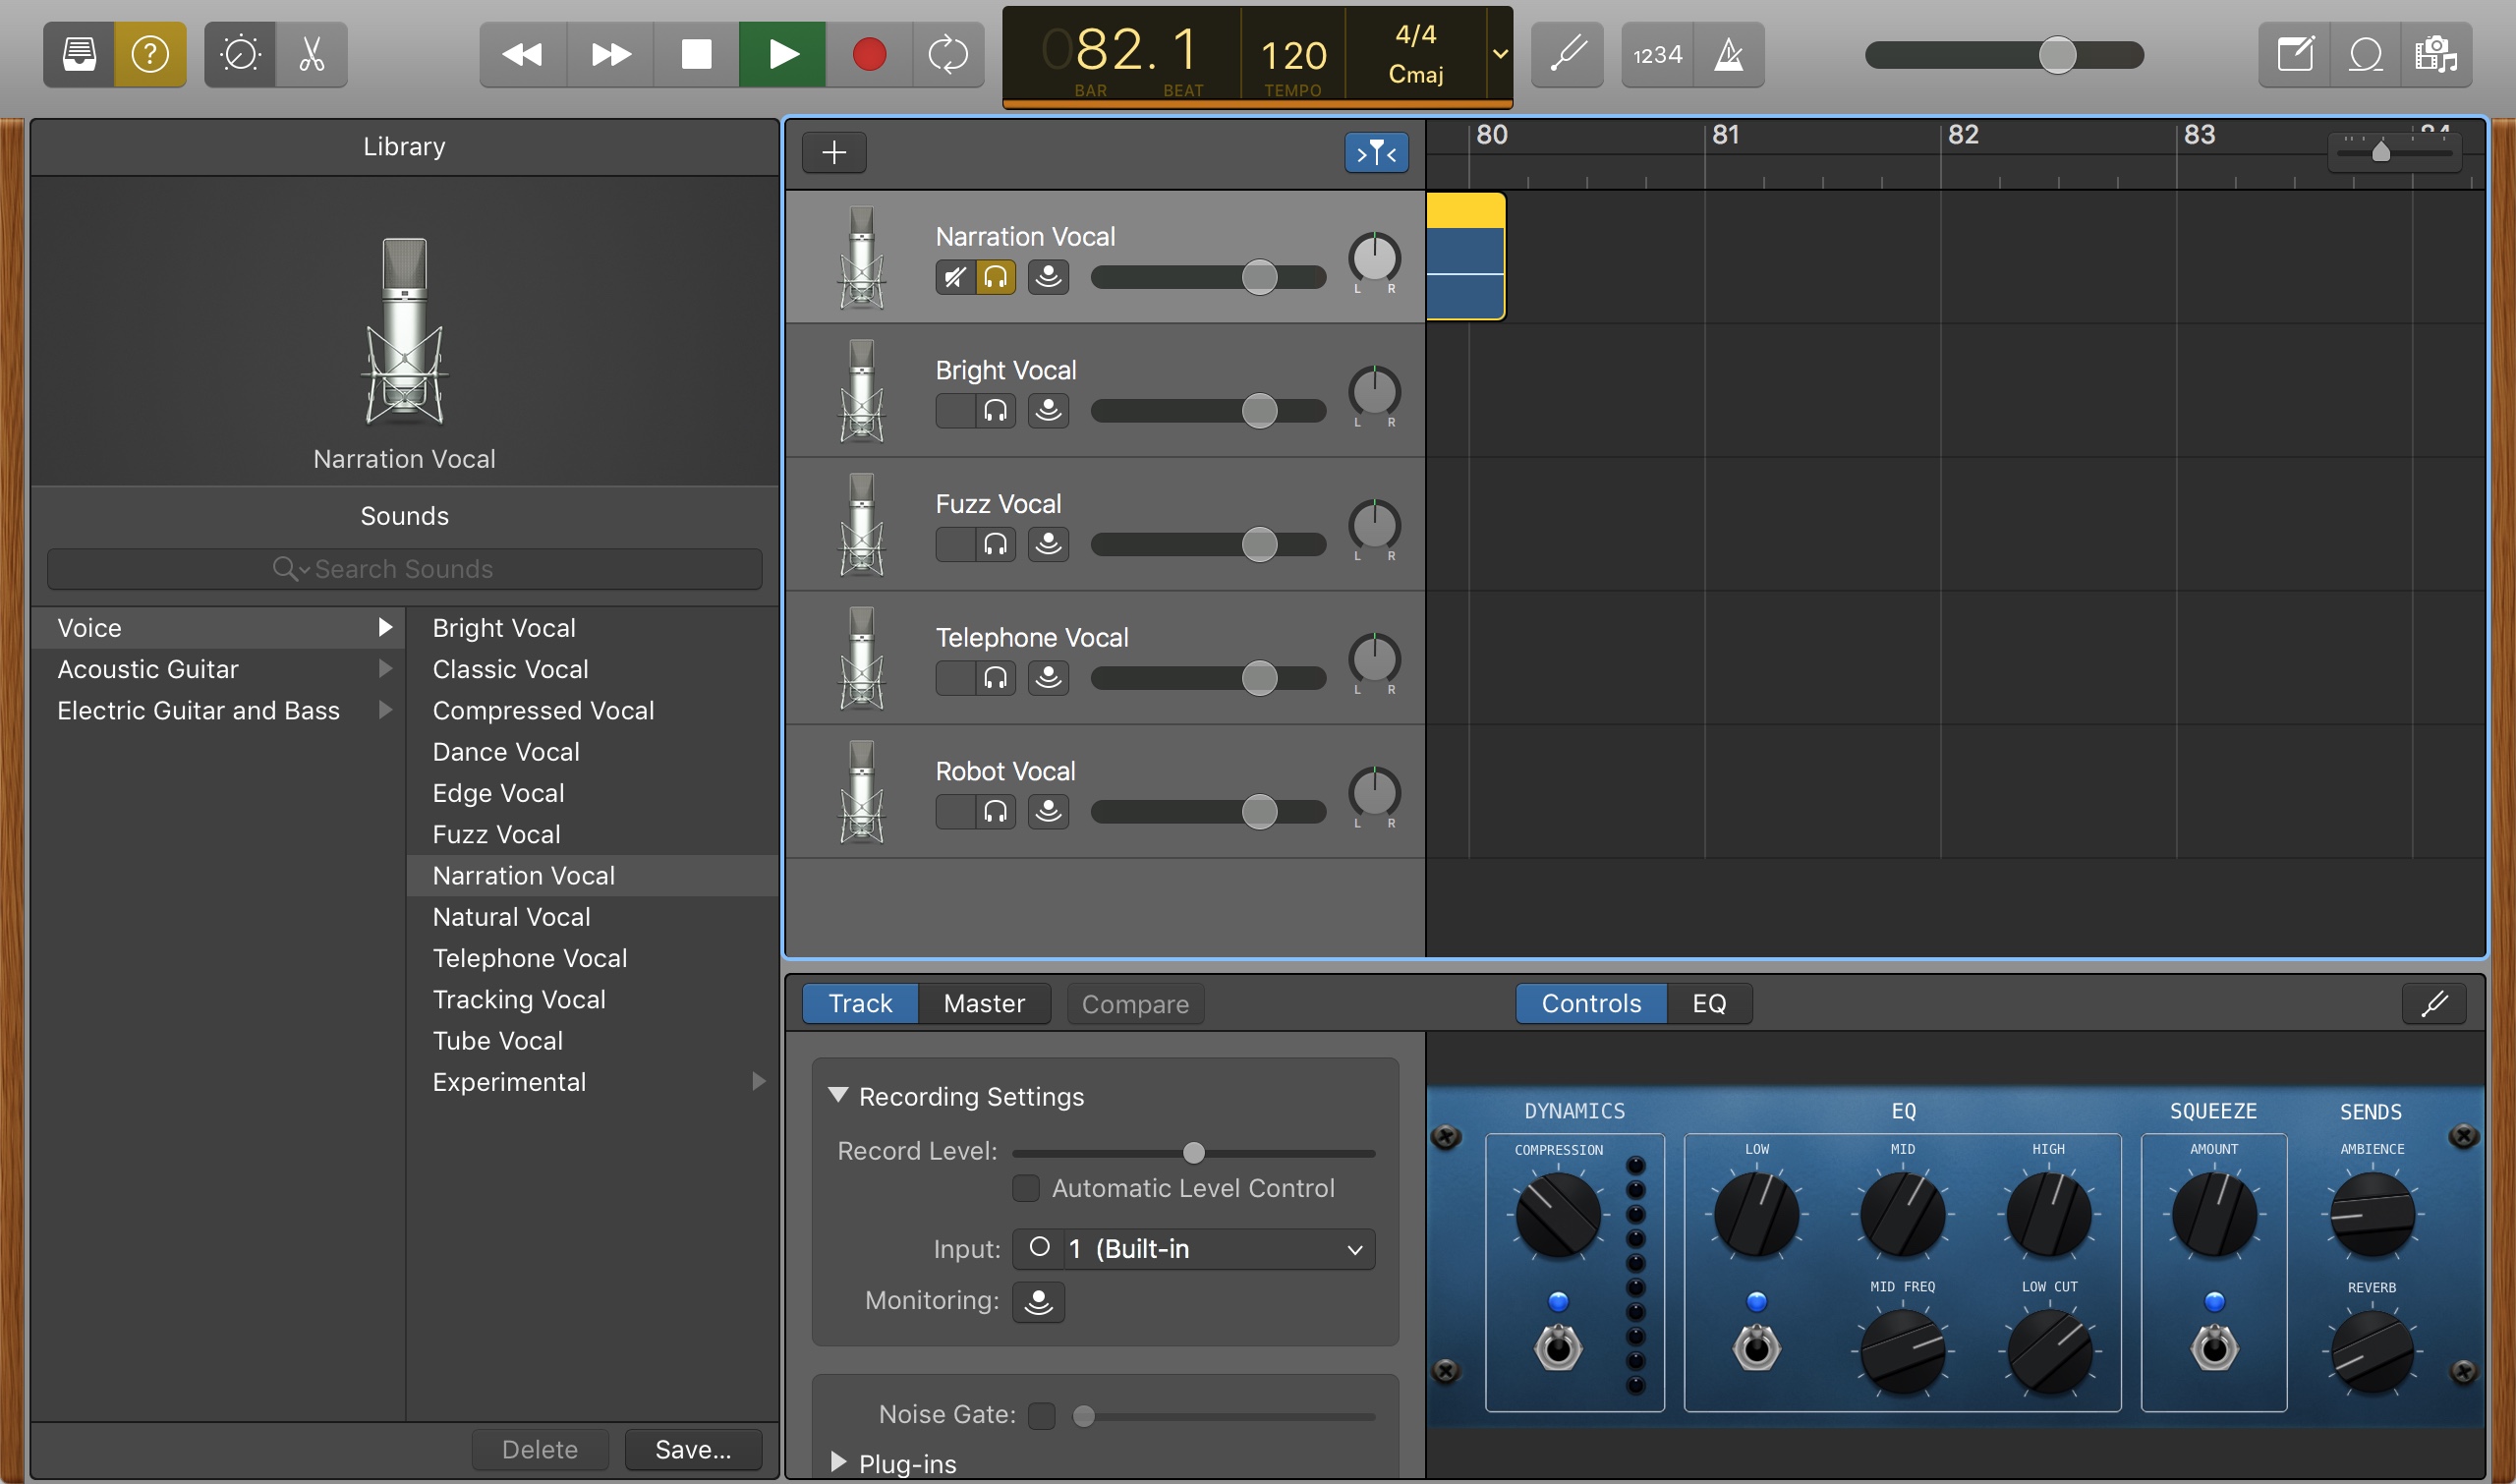 ?
082. 1
BAR BEAT
120
TEMPO
4/4
Cmaj
1234
Library
Narration Vocal
Sounds
Search Sounds
Voice
Acoustic Guitar
Electric Guitar and Bass
Bright Vocal
Classic Vocal
Compressed Vocal
Dance Vocal
Edge Vocal
Fuzz Vocal
Narration Vocal
Natural Vocal
Telephone Vocal
Tracking Vocal
Tube Vocal
Experimental
Delete Save...
80 81 82 83 84
Narration Vocal
L R
Bright Vocal
L R
Fuzz Vocal
L R
Telephone Vocal
L R
Robot Vocal
L R
Track Master Compare Controls EQ
Recording Settings
Record Level:
Automatic Level Control
Input: 1 (Built-in
Monitoring:
Noise Gate:
Plug-ins
DYNAMICS EQ SQUEEZE SENDS
COMPRESSION LOW MID HIGH AMOUNT AMBIENCE
MID FREQ LOW CUT REVERB